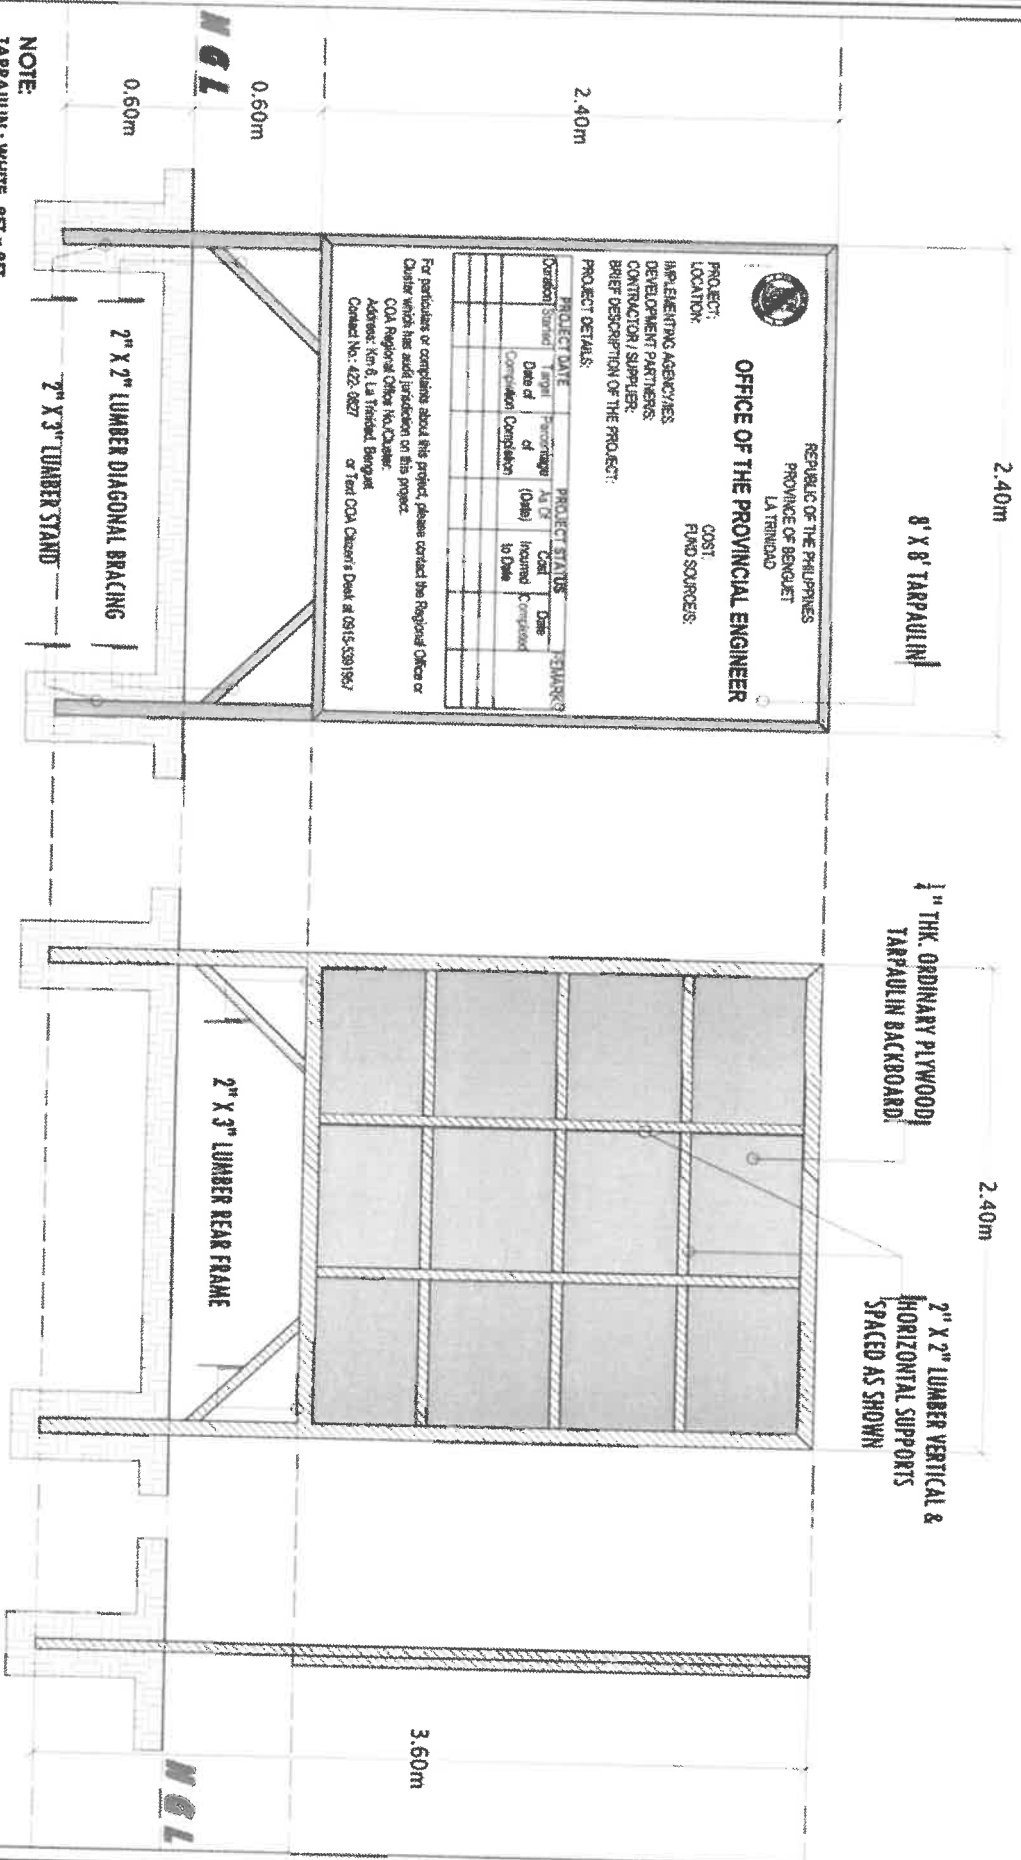 2.40m
8' X 8' TARPAULIN
REPUBLIC OF THE PHILIPPINES
PROVINCE OF BENGUET
LA TRINIDAD
OFFICE OF THE PROVINCIAL ENGINEER
PROJECT:
LOCATION:
COST:
FUND SOURCE/S:
IMPLEMENTING AGENCY/IES:
DEVELOPMENT PARTNER/S:
CONTRACTOR / SUPPLIER:
BRIEF DESCRIPTION OF THE PROJECT:
PROJECT DETAILS:
PROJECT DATE PROJECT STATUS REMARKS
Duration Started Target Date of Completion Percentage of Completion As Of (Date) Cost Incurred to Date Date Completed
For particulars or complaints about this project, please contact the Regional Office or
Cluster which has audit jurisdiction on this project.
COA Regional Office No./Cluster:
Address: Km 6, La Trinidad, Benguet
Contact No.: 422-0827 or Text COA Citizen's Desk at 0915-5391957
2.40m
0.60m
0.60m
NGL
2" X 2" LUMBER DIAGONAL BRACING
2" X 3" LUMBER STAND
NOTE:
TARPAULIN: WHITE, 8FT x 8FT
2.40m
1/4" THK. ORDINARY PLYWOOD
TARPAULIN BACKBOARD
2" X 2" LUMBER VERTICAL &
HORIZONTAL SUPPORTS
SPACED AS SHOWN
2" X 3" LUMBER REAR FRAME
3.60m
NGL